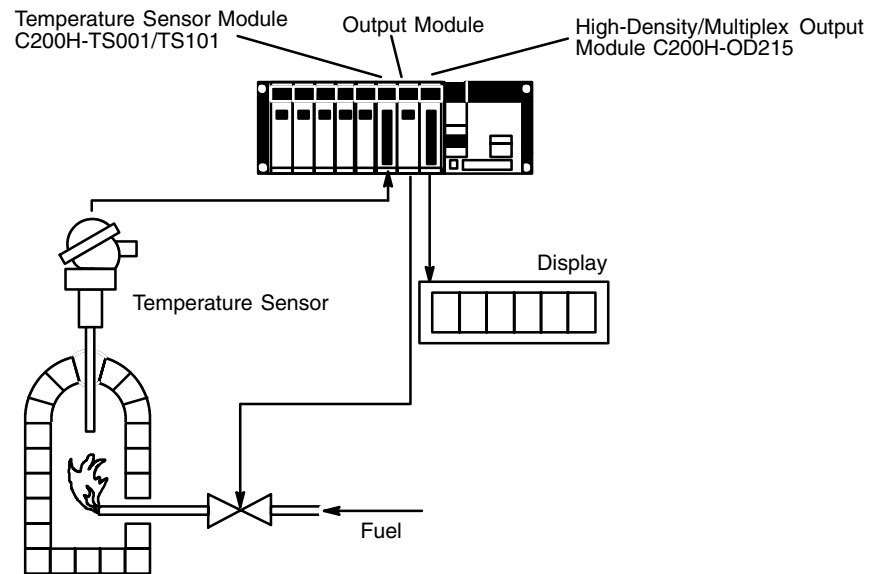 Temperature Sensor Module
C200H-TS001/TS101
Output Module
High-Density/Multiplex Output
Module C200H-OD215
Display
Temperature Sensor
Fuel